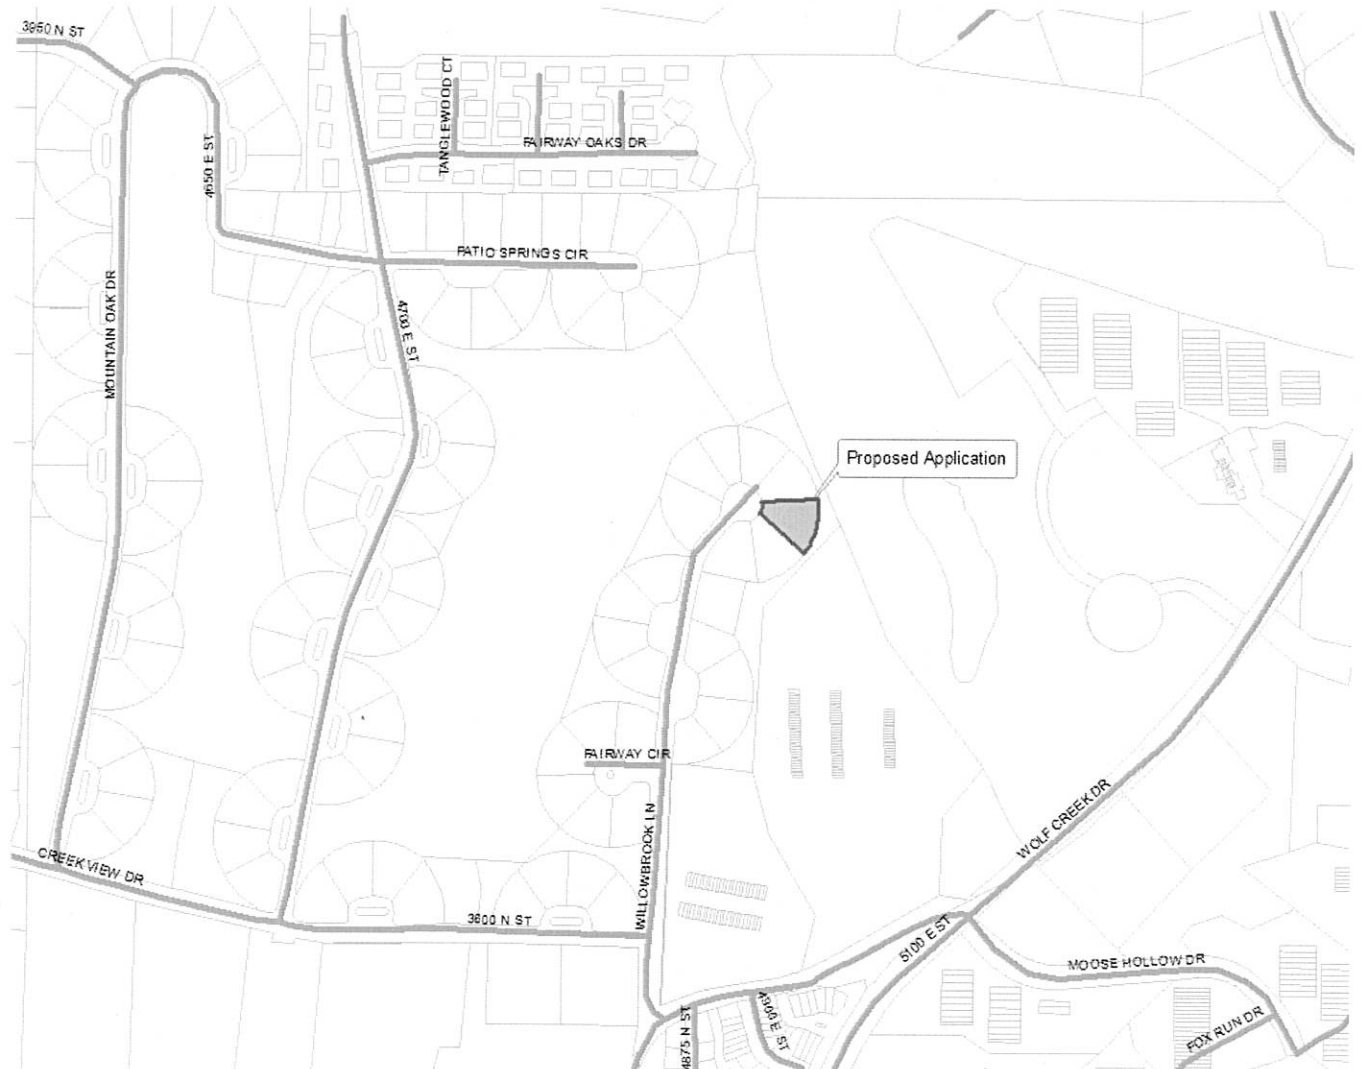 3950 N ST
TANGLEWOOD CT
FAIRWAY OAKS DR
4650 E ST
PATIO SPRINGS CIR
MOUNTAIN OAK DR
4700 E ST
Proposed Application
FAIRWAY CIR
WILLOWBROOK LN
WOLF CREEK DR
CREEKVIEW DR
3600 N ST
5100 E ST
MOOSE HOLLOW DR
4900 E ST
4875 N ST
FOX RUN DR